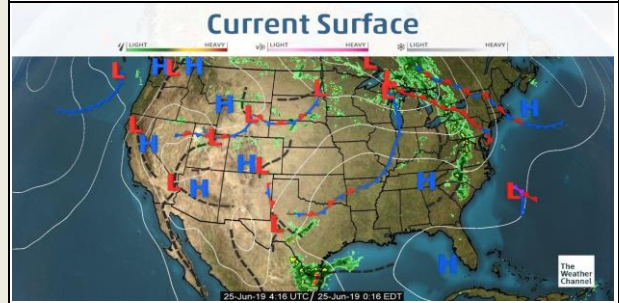 Current Surface
LIGHT HEAVY LIGHT HEAVY LIGHT HEAVY
L H L H L
L H L L
H L H
L L
H
H L H
L H L
L
H
The
Weather
Channel
25-Jun-19 4:16 UTC / 25-Jun-19 0:16 EDT